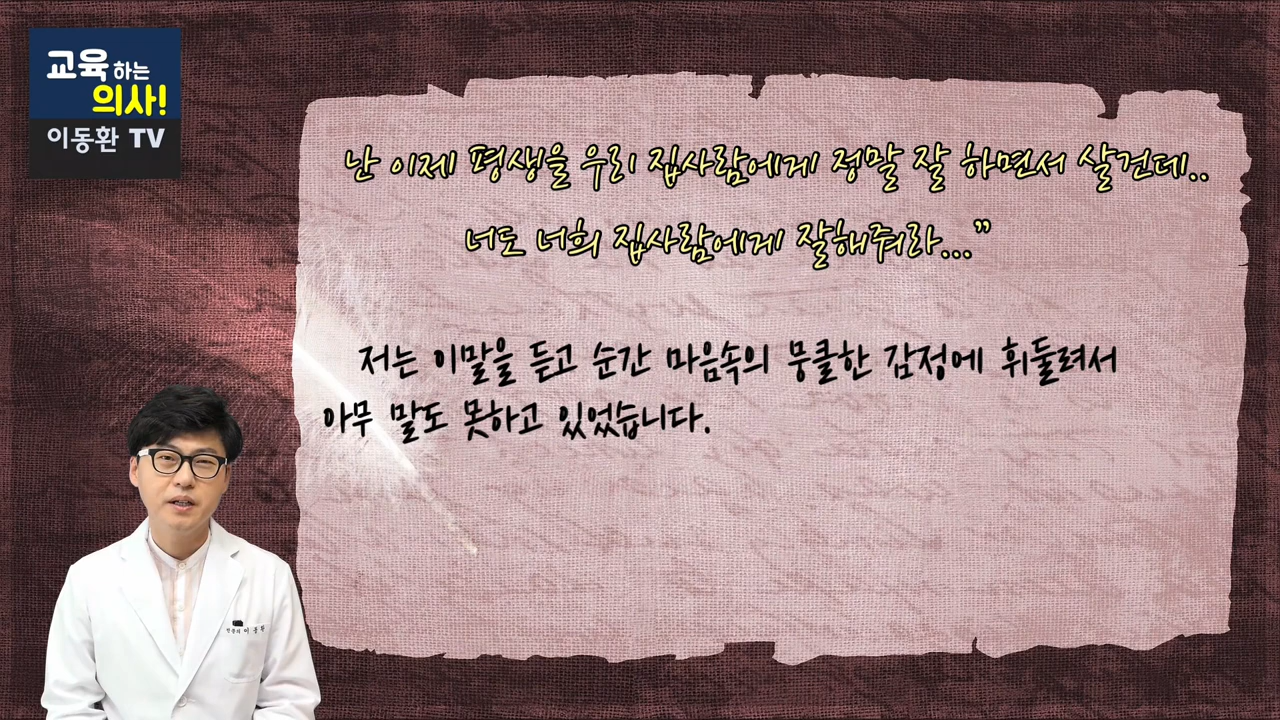 교육하는
의사!
이동환 TV
난 이제 평생을 우리 집사람에게 정말 잘 하면서 살건데..
너도 너희 집사람에게 잘해줘라..."
저는 이말을 듣고 순간 마음속의 뭉클한 감정에 휘둘려서
아무 말도 못하고 있었습니다.
이동환